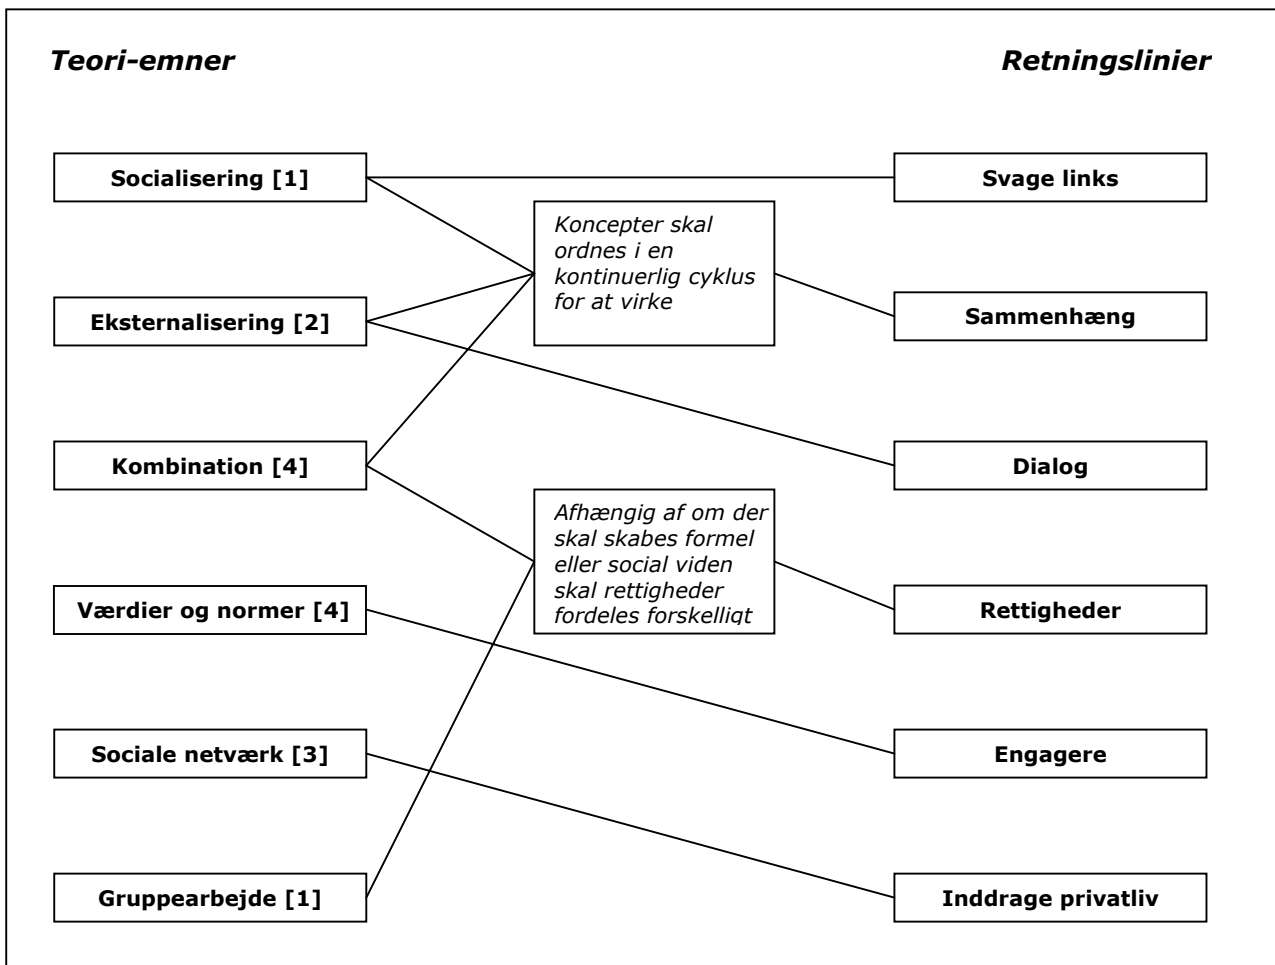 Teori-emner
Retningslinier
Socialisering [1]
Svage links
Koncepter skal
ordnes i en
kontinuerlig cyklus
for at virke
Eksternalisering [2]
Sammenhæng
Kombination [4]
Dialog
Afhængig af om der
skal skabes formel
eller social viden
skal rettigheder
fordeles forskelligt
Værdier og normer [4]
Rettigheder
Sociale netværk [3]
Engagere
Gruppearbejde [1]
Inddrage privatliv